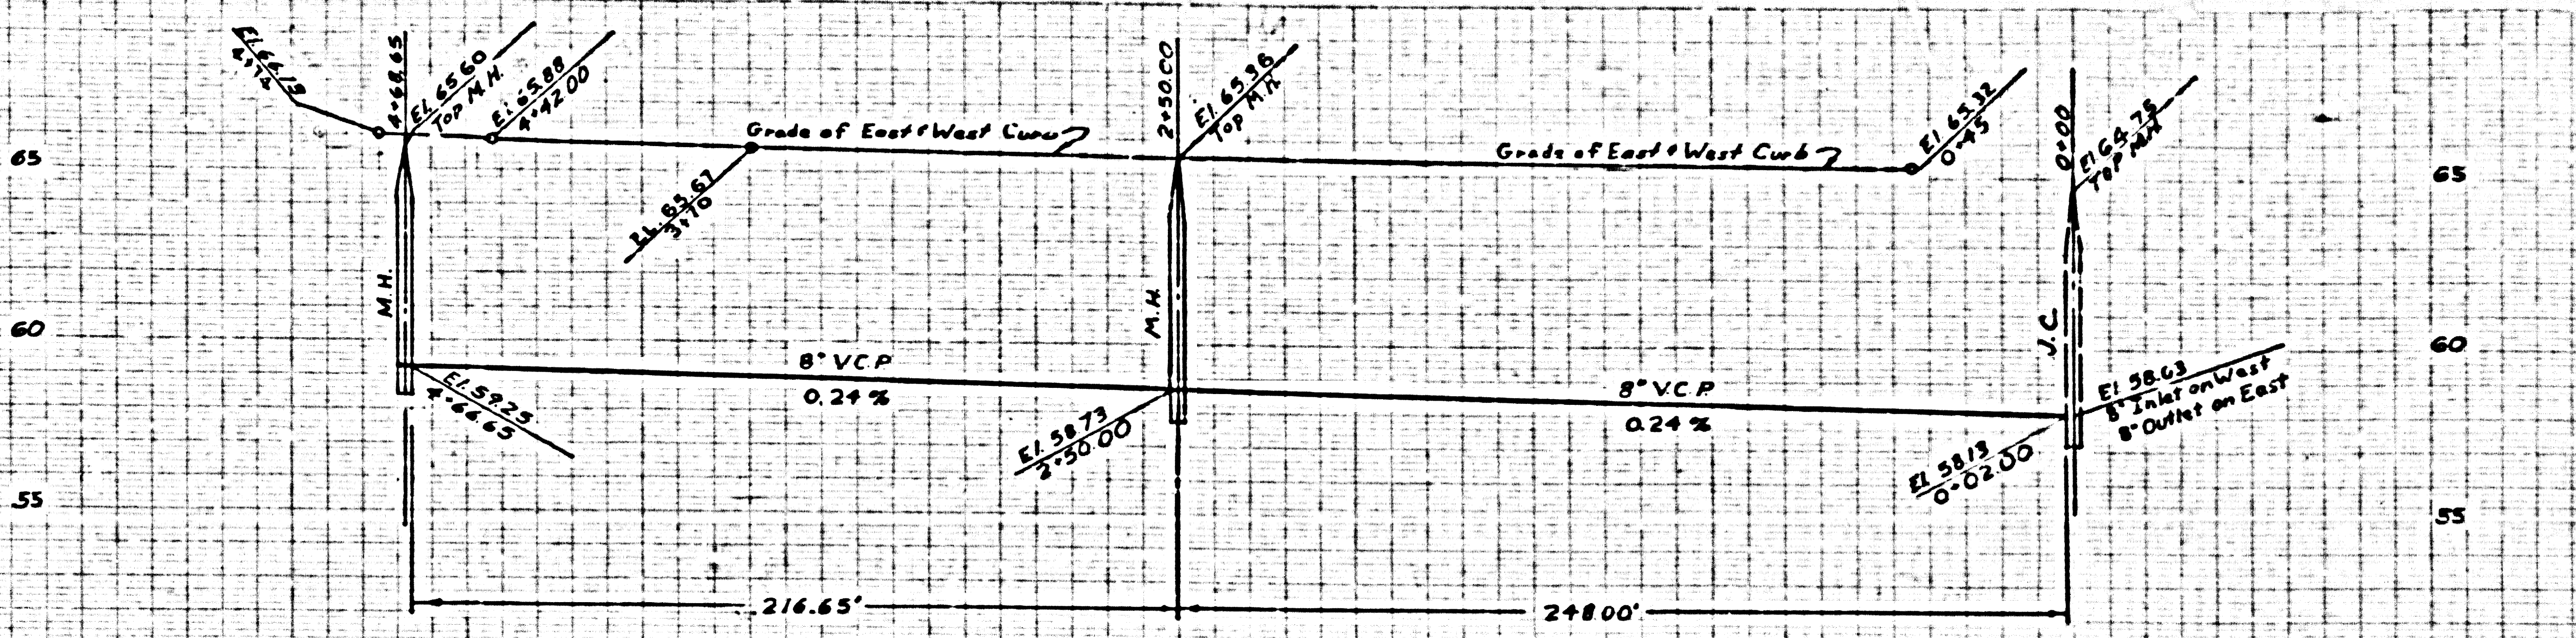 El. 66.13
4+74
4+68.65
El. 65.60
Top M.H.
El. 65.88
4+42.00
Grade of East & West Curb
2+50.00
El. 65.36
Top M.H.
Grade of East & West Curb
El. 65.32
0+45
0+00
El 64.75
Top M.H.
65
65
El. 65.67
3+70
M.H.
M.H.
J.C.
60
60
8" V.C.P.
0.24 %
8" V.C.P.
0.24 %
El. 59.25
4+66.65
El. 58.73
2+50.00
El. 58.13
0+02.00
El 58.63
8" Inlet on West
8" Outlet on East
55
55
216.65'
248.00'